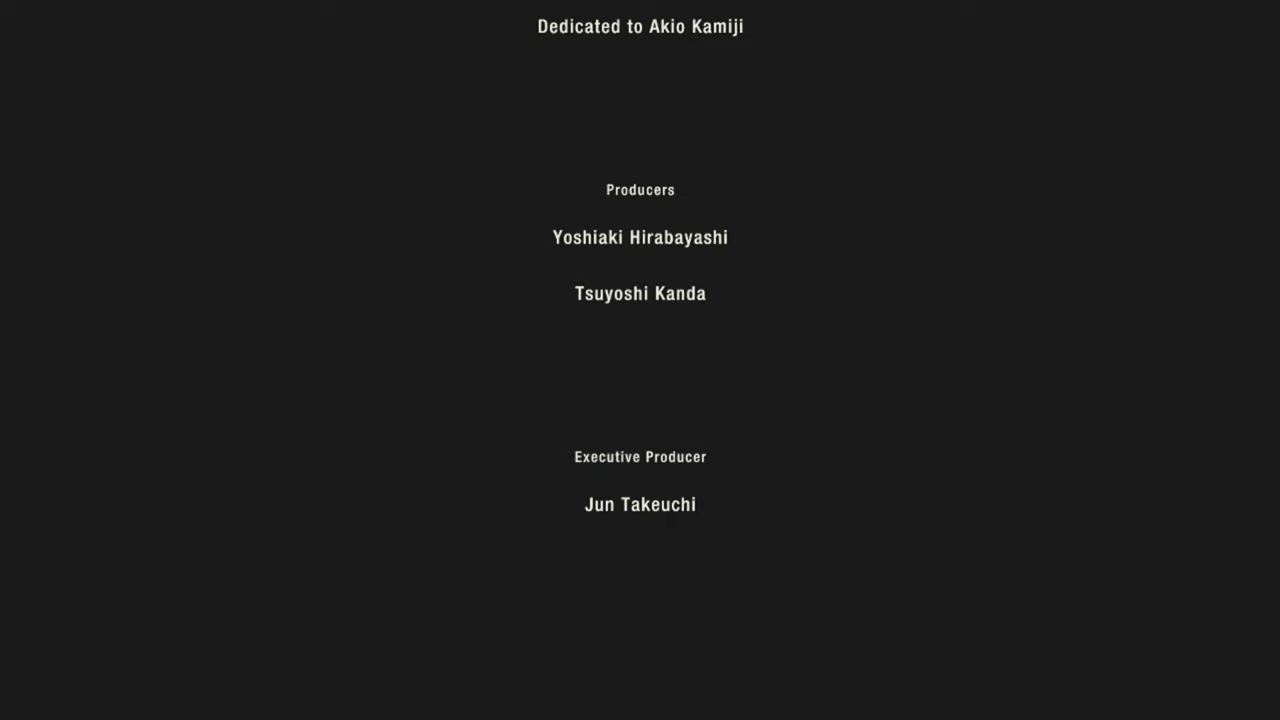 Dedicated to Akio Kamiji
Producers
Yoshiaki Hirabayashi
Tsuyoshi Kanda
Executive Producer
Jun Takeuchi